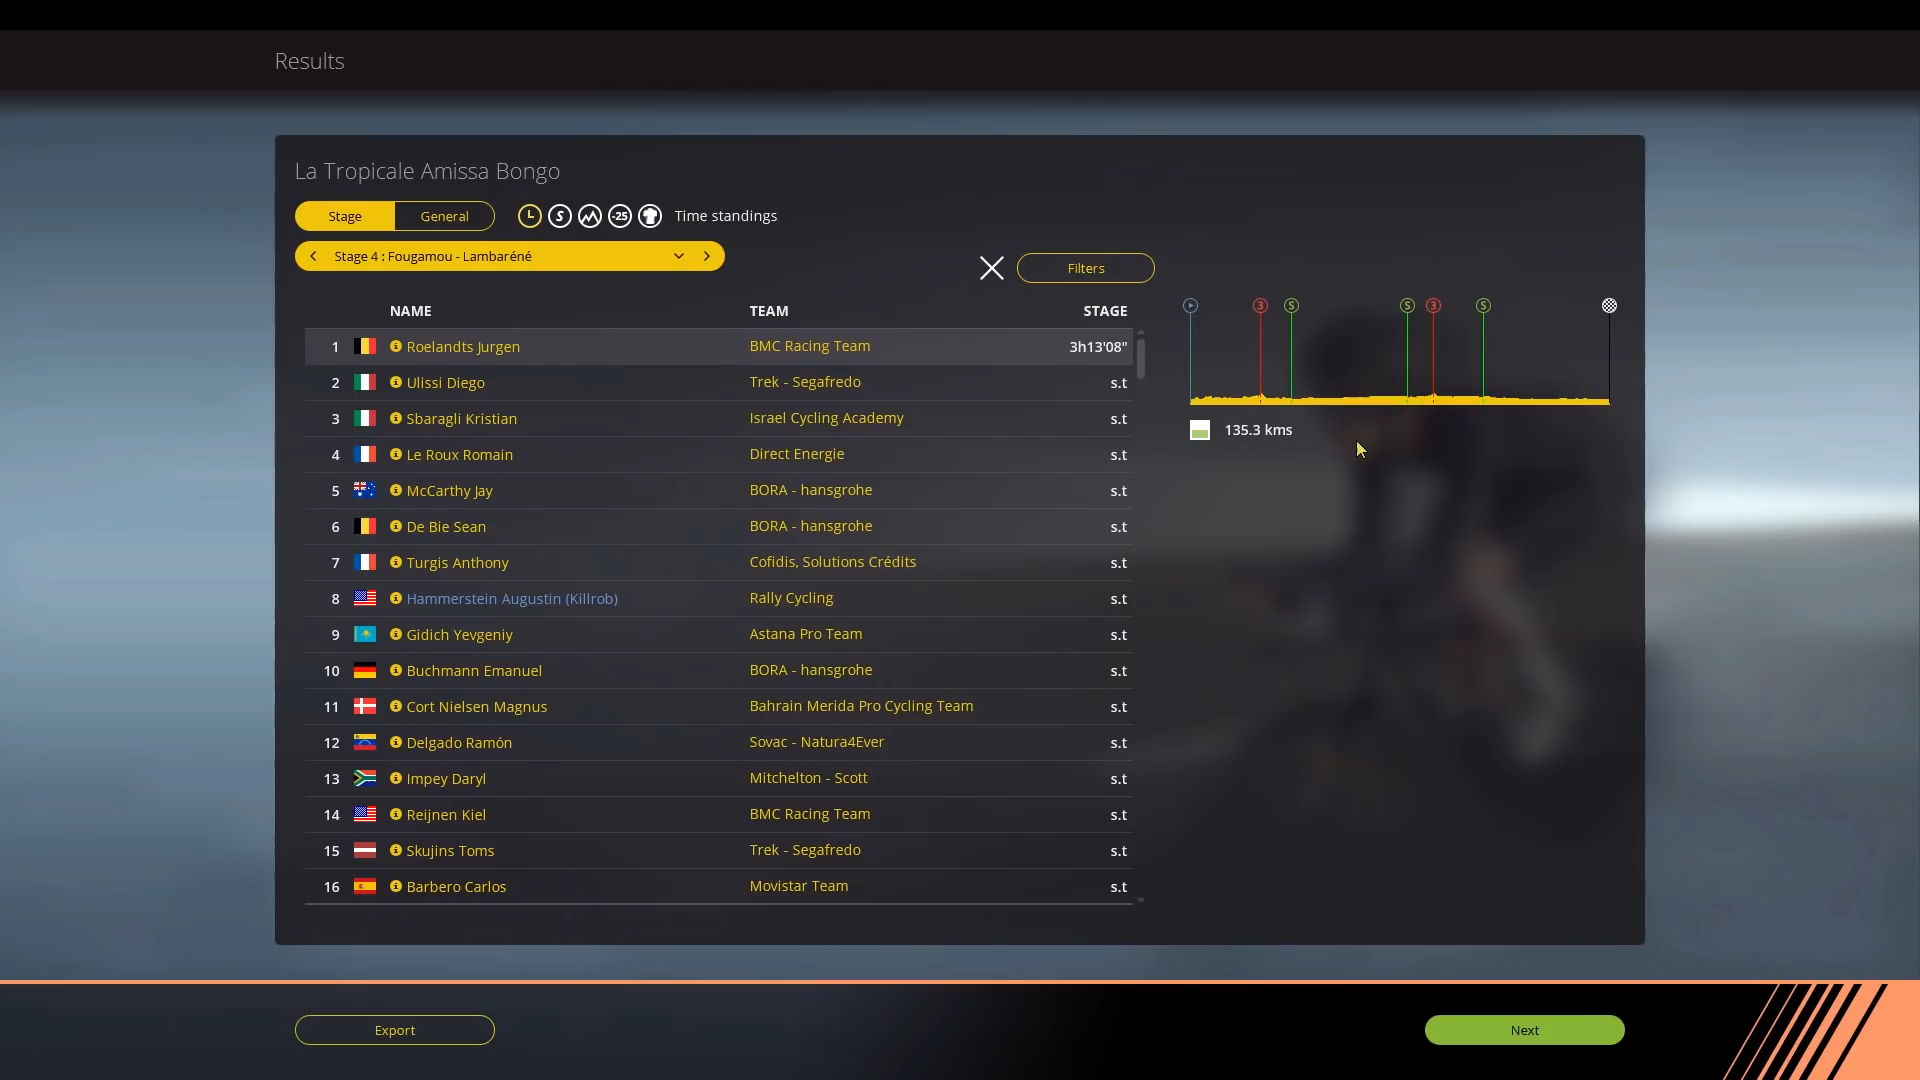 Results
La Tropicale Amissa Bongo
Stage General S -25 Time standings
Stage 4 : Fougamou - Lambaréné
Filters
NAME TEAM STAGE
1 Roelandts Jurgen BMC Racing Team 3h13'08"
2 Ulissi Diego Trek - Segafredo s.t
3 Sbaragli Kristian Israel Cycling Academy s.t
4 Le Roux Romain Direct Energie s.t
5 McCarthy Jay BORA - hansgrohe s.t
6 De Bie Sean BORA - hansgrohe s.t
7 Turgis Anthony Cofidis, Solutions Crédits s.t
8 Hammerstein Augustin (Killrob) Rally Cycling s.t
9 Gidich Yevgeniy Astana Pro Team s.t
10 Buchmann Emanuel BORA - hansgrohe s.t
11 Cort Nielsen Magnus Bahrain Merida Pro Cycling Team s.t
12 Delgado Ramón Sovac - Natura4Ever s.t
13 Impey Daryl Mitchelton - Scott s.t
14 Reijnen Kiel BMC Racing Team s.t
15 Skujins Toms Trek - Segafredo s.t
16 Barbero Carlos Movistar Team s.t
3 S S 3 S
135.3 kms
Export Next